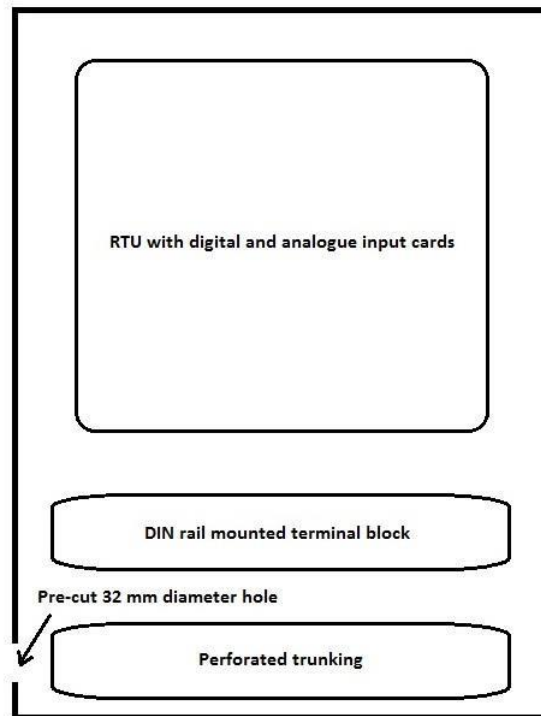 RTU with digital and analogue input cards
DIN rail mounted terminal block
Pre-cut 32 mm diameter hole
Perforated trunking